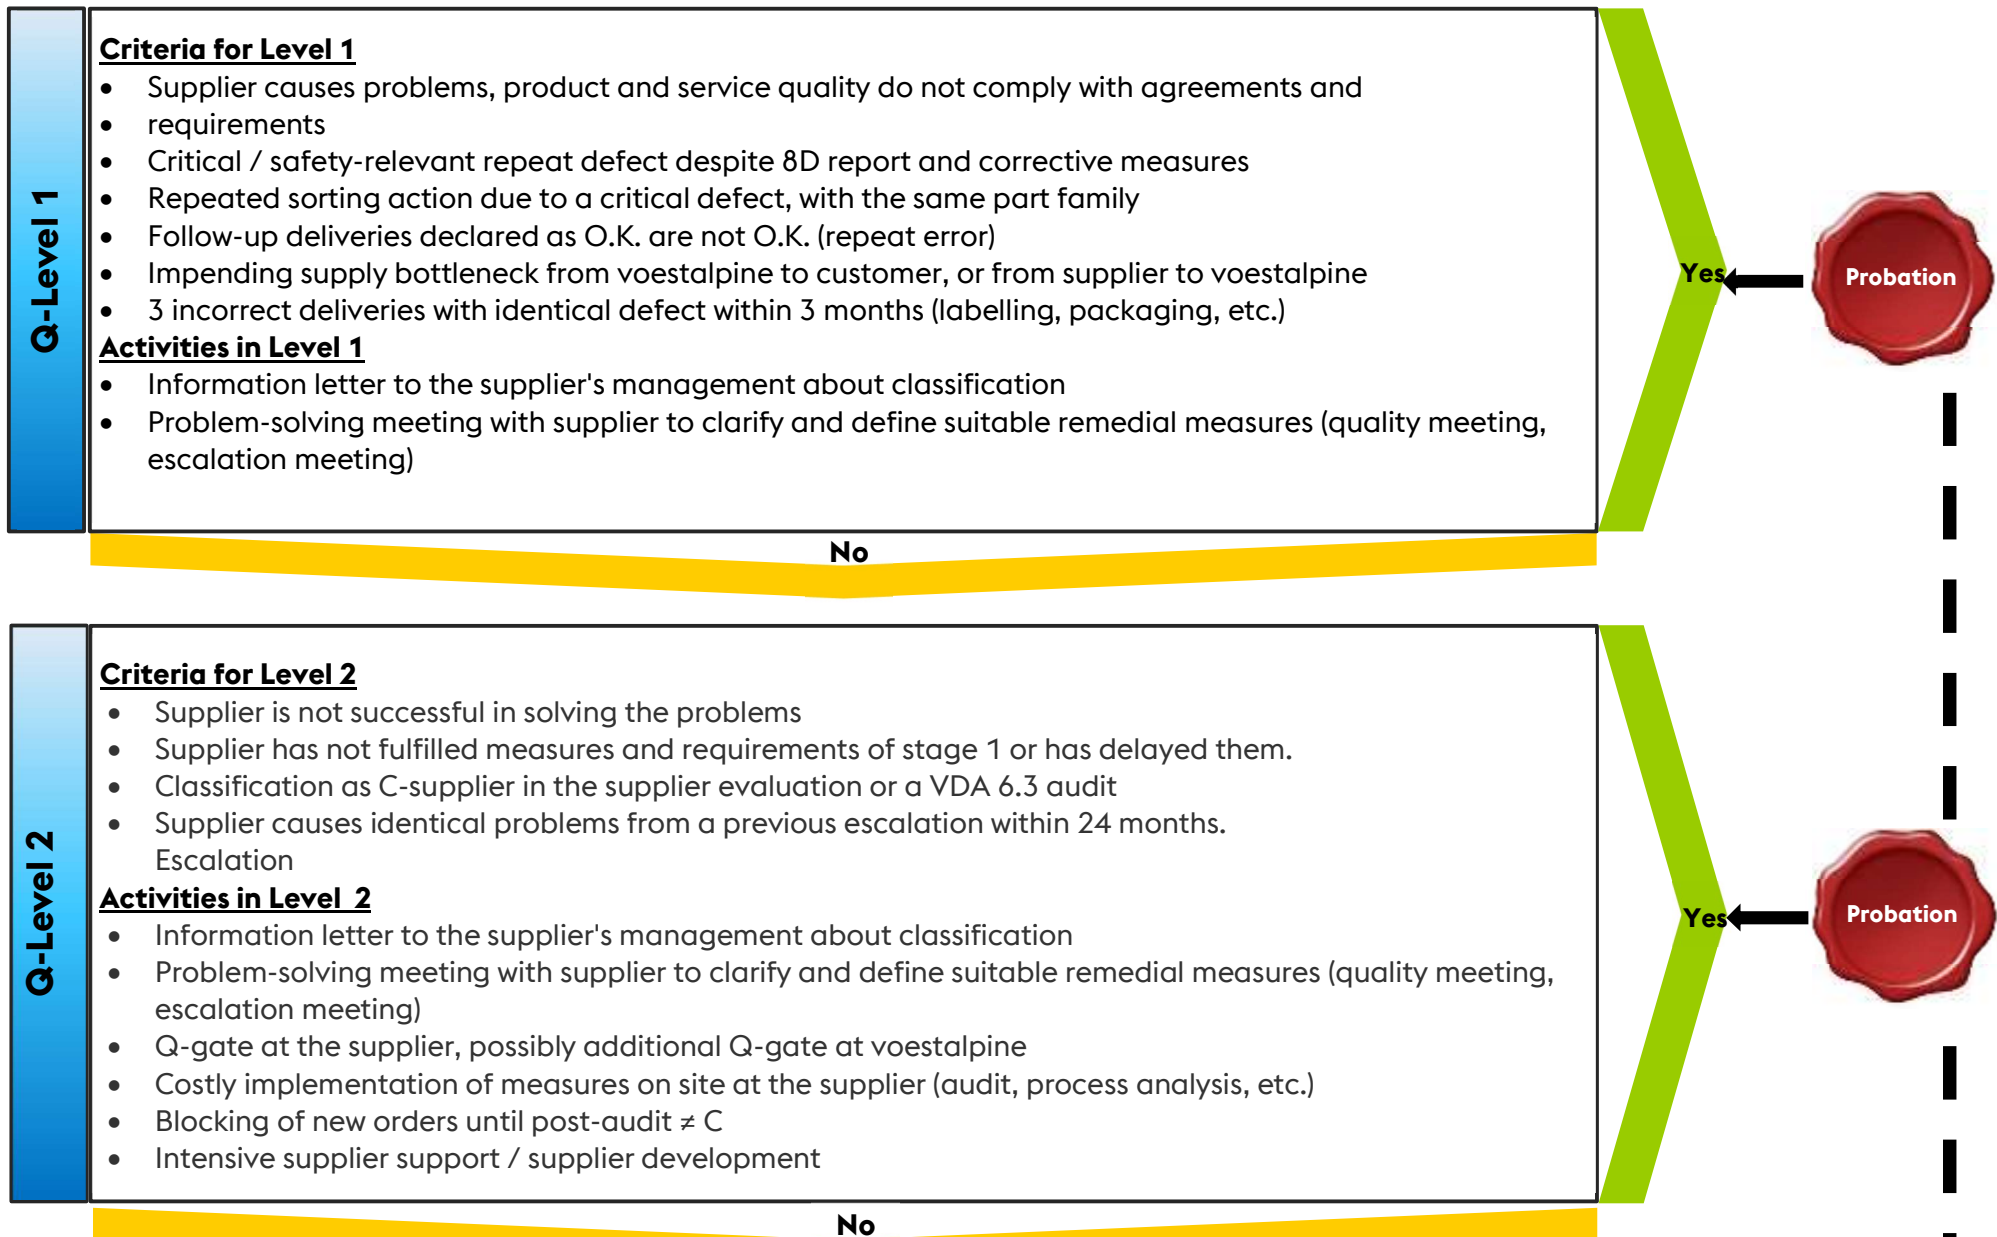 Q-Level 1
Criteria for Level 1
• Supplier causes problems, product and service quality do not comply with agreements and
• requirements
• Critical / safety-relevant repeat defect despite 8D report and corrective measures
• Repeated sorting action due to a critical defect, with the same part family
• Follow-up deliveries declared as O.K. are not O.K. (repeat error)
• Impending supply bottleneck from voestalpine to customer, or from supplier to voestalpine
• 3 incorrect deliveries with identical defect within 3 months (labelling, packaging, etc.)
Activities in Level 1
• Information letter to the supplier's management about classification
• Problem-solving meeting with supplier to clarify and define suitable remedial measures (quality meeting,
escalation meeting)
Yes
Probation
No
Q-Level 2
Criteria for Level 2
• Supplier is not successful in solving the problems
• Supplier has not fulfilled measures and requirements of stage 1 or has delayed them.
• Classification as C-supplier in the supplier evaluation or a VDA 6.3 audit
• Supplier causes identical problems from a previous escalation within 24 months.
Escalation
Activities in Level 2
• Information letter to the supplier's management about classification
• Problem-solving meeting with supplier to clarify and define suitable remedial measures (quality meeting,
escalation meeting)
• Q-gate at the supplier, possibly additional Q-gate at voestalpine
• Costly implementation of measures on site at the supplier (audit, process analysis, etc.)
• Blocking of new orders until post-audit ≠ C
• Intensive supplier support / supplier development
Yes
Probation
No